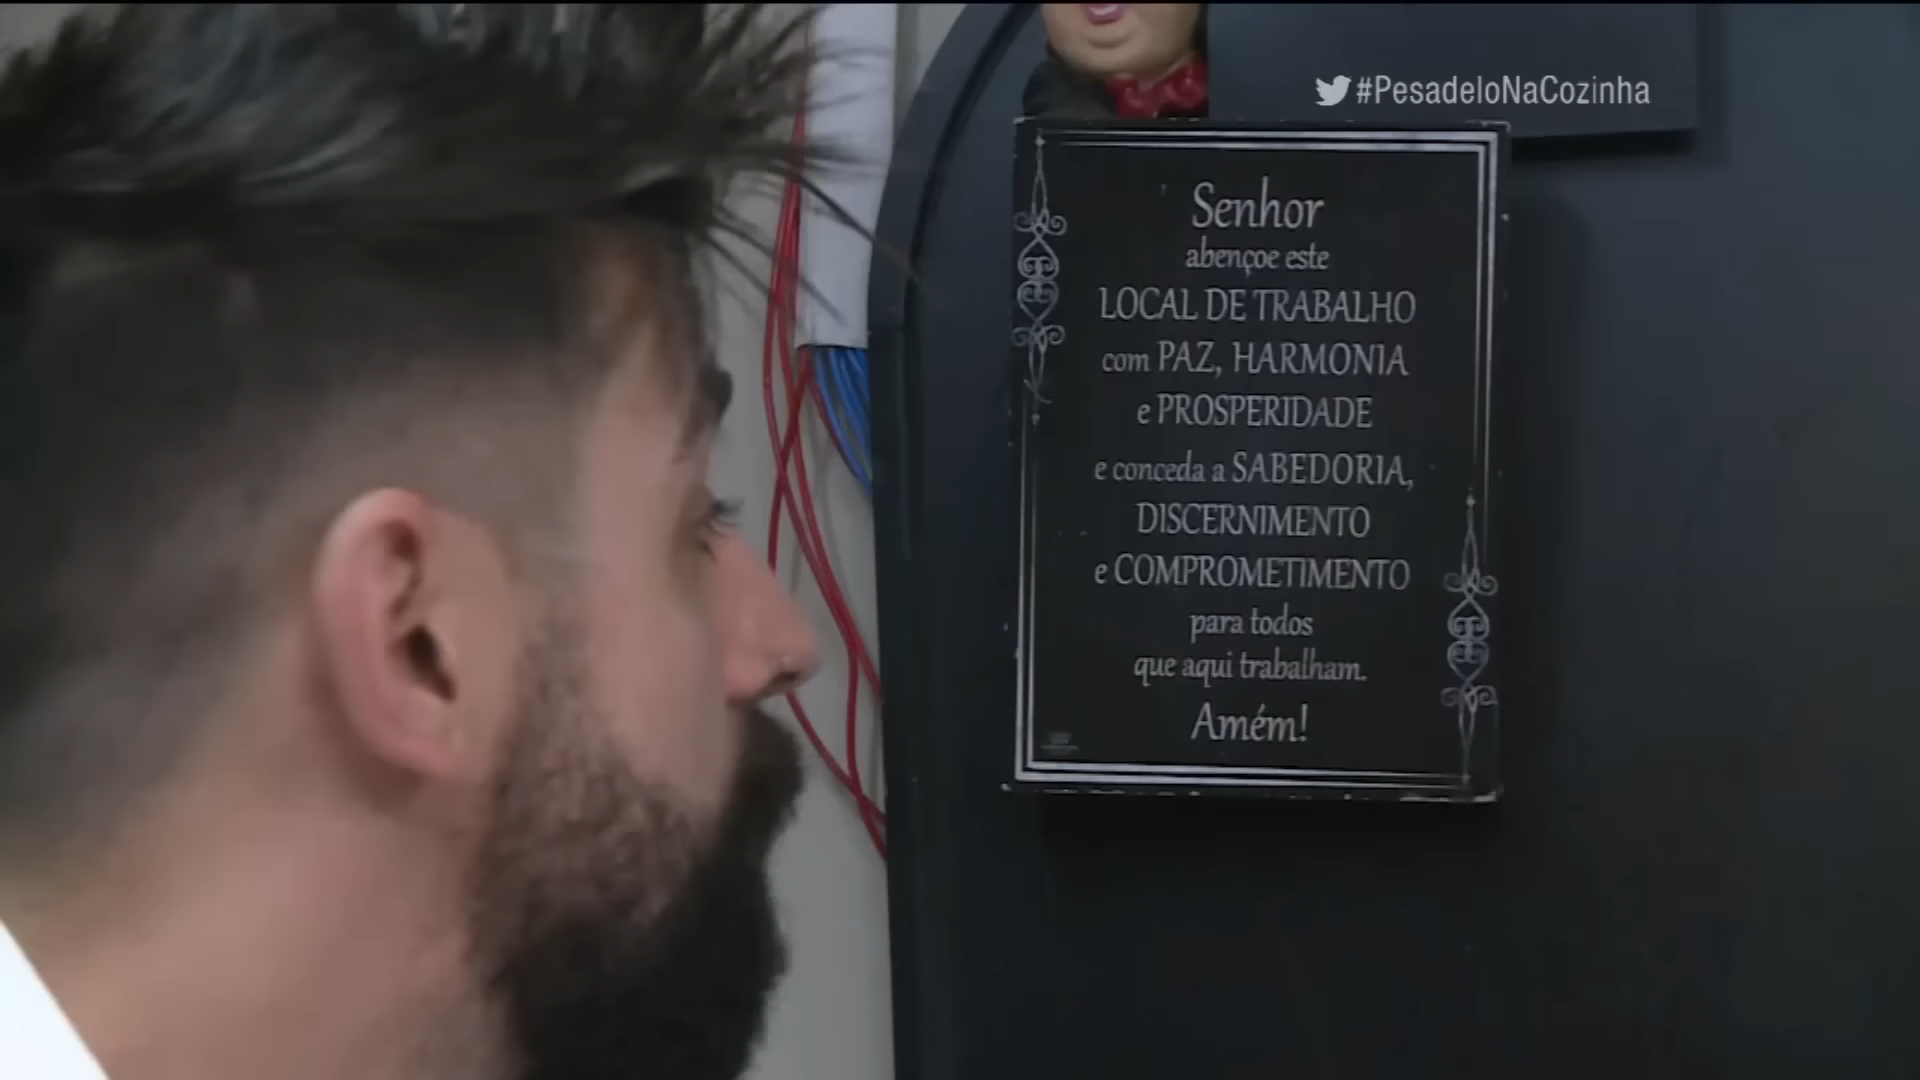 #PesadeloNaCozinha
Senhor
abençoe este
LOCAL DE TRABALHO
com PAZ, HARMONIA
e PROSPERIDADE
e conceda a SABEDORIA,
DISCERNIMENTO
e COMPROMETIMENTO
para todos
que aqui trabalham.
Amém!